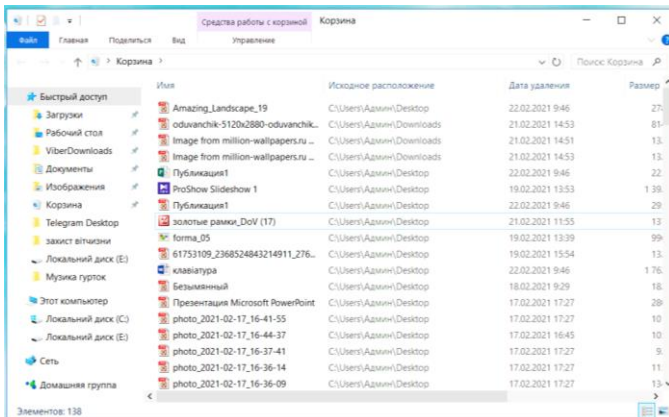 Средства работы с корзиной Корзина
Файл Главная Поделиться Вид Управление
Корзина Поиск: Корзина
Имя Исходное расположение Дата удаления Размер
Быстрый доступ
Загрузки
Рабочий стол
ViberDownloads
Документы
Изображения
Корзина
Telegram Desktop
захист вітчизни
Локальный диск (E:)
Музика гурток
Этот компьютер
Локальный диск (C:)
Локальный диск (E:)
Сеть
Домашняя группа
Amazing_Landscape_19 C:\Users\Админ\Desktop 22.02.2021 9:46
oduvanchik-5120x2880-oduvanchik... C:\Users\Админ\Downloads 21.02.2021 14:53
Image from million-wallpapers.ru ... C:\Users\Админ\Downloads 21.02.2021 14:51
Image from million-wallpapers.ru ... C:\Users\Админ\Downloads 21.02.2021 14:53
Публикация1 C:\Users\Админ\Desktop 22.02.2021 9:46
ProShow Slideshow 1 C:\Users\Админ\Desktop 19.02.2021 13:53
Публикация1 C:\Users\Админ\Desktop 22.02.2021 9:46
золотые рамки_DoV (17) C:\Users\Админ\Desktop 21.02.2021 11:55
forma_05 C:\Users\Админ\Desktop 19.02.2021 13:39
61753109_2368524843214911_276... C:\Users\Админ\Desktop 19.02.2021 15:54
клавіатура C:\Users\Админ\Desktop 22.02.2021 9:46
Безымянный C:\Users\Админ\Desktop 18.02.2021 9:29
Презентация Microsoft PowerPoint C:\Users\Админ\Desktop 17.02.2021 17:27
photo_2021-02-17_16-41-55 C:\Users\Админ\Desktop 17.02.2021 17:27
photo_2021-02-17_16-44-37 C:\Users\Админ\Desktop 17.02.2021 16:45
photo_2021-02-17_16-37-41 C:\Users\Админ\Desktop 17.02.2021 17:27
photo_2021-02-17_16-36-14 C:\Users\Админ\Desktop 17.02.2021 17:27
photo_2021-02-17_16-36-09 C:\Users\Админ\Desktop 17.02.2021 17:27
Элементов: 138